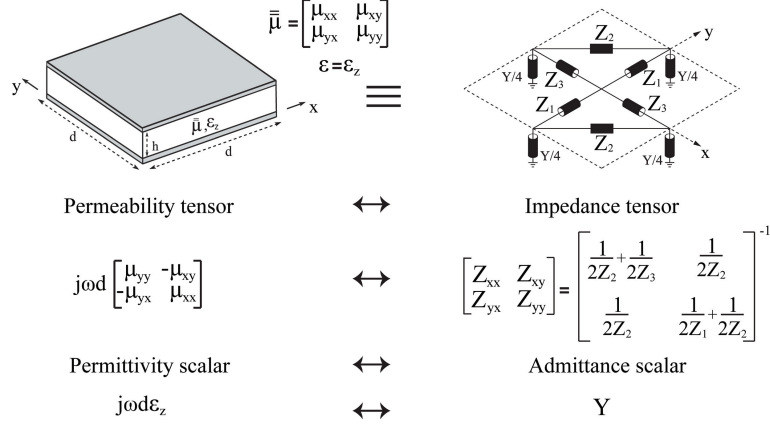 μ̿ = [μxx μxy
μyx μyy]
ε=εz
≡
y
x
d
d
h
μ̿,εz
y
x
Z2
Z3
Z1
Z1
Z3
Z2
Y/4
Y/4
Y/4
Y/4
Permeability tensor ↔ Impedance tensor
jωd [μyy -μxy
-μyx μxx] ↔ [Zxx Zxy
Zyx Zyy] = [1/2Z2 + 1/2Z3 1/2Z2
1/2Z2 1/2Z1 + 1/2Z2]-1
Permittivity scalar ↔ Admittance scalar
jωdεz ↔ Y